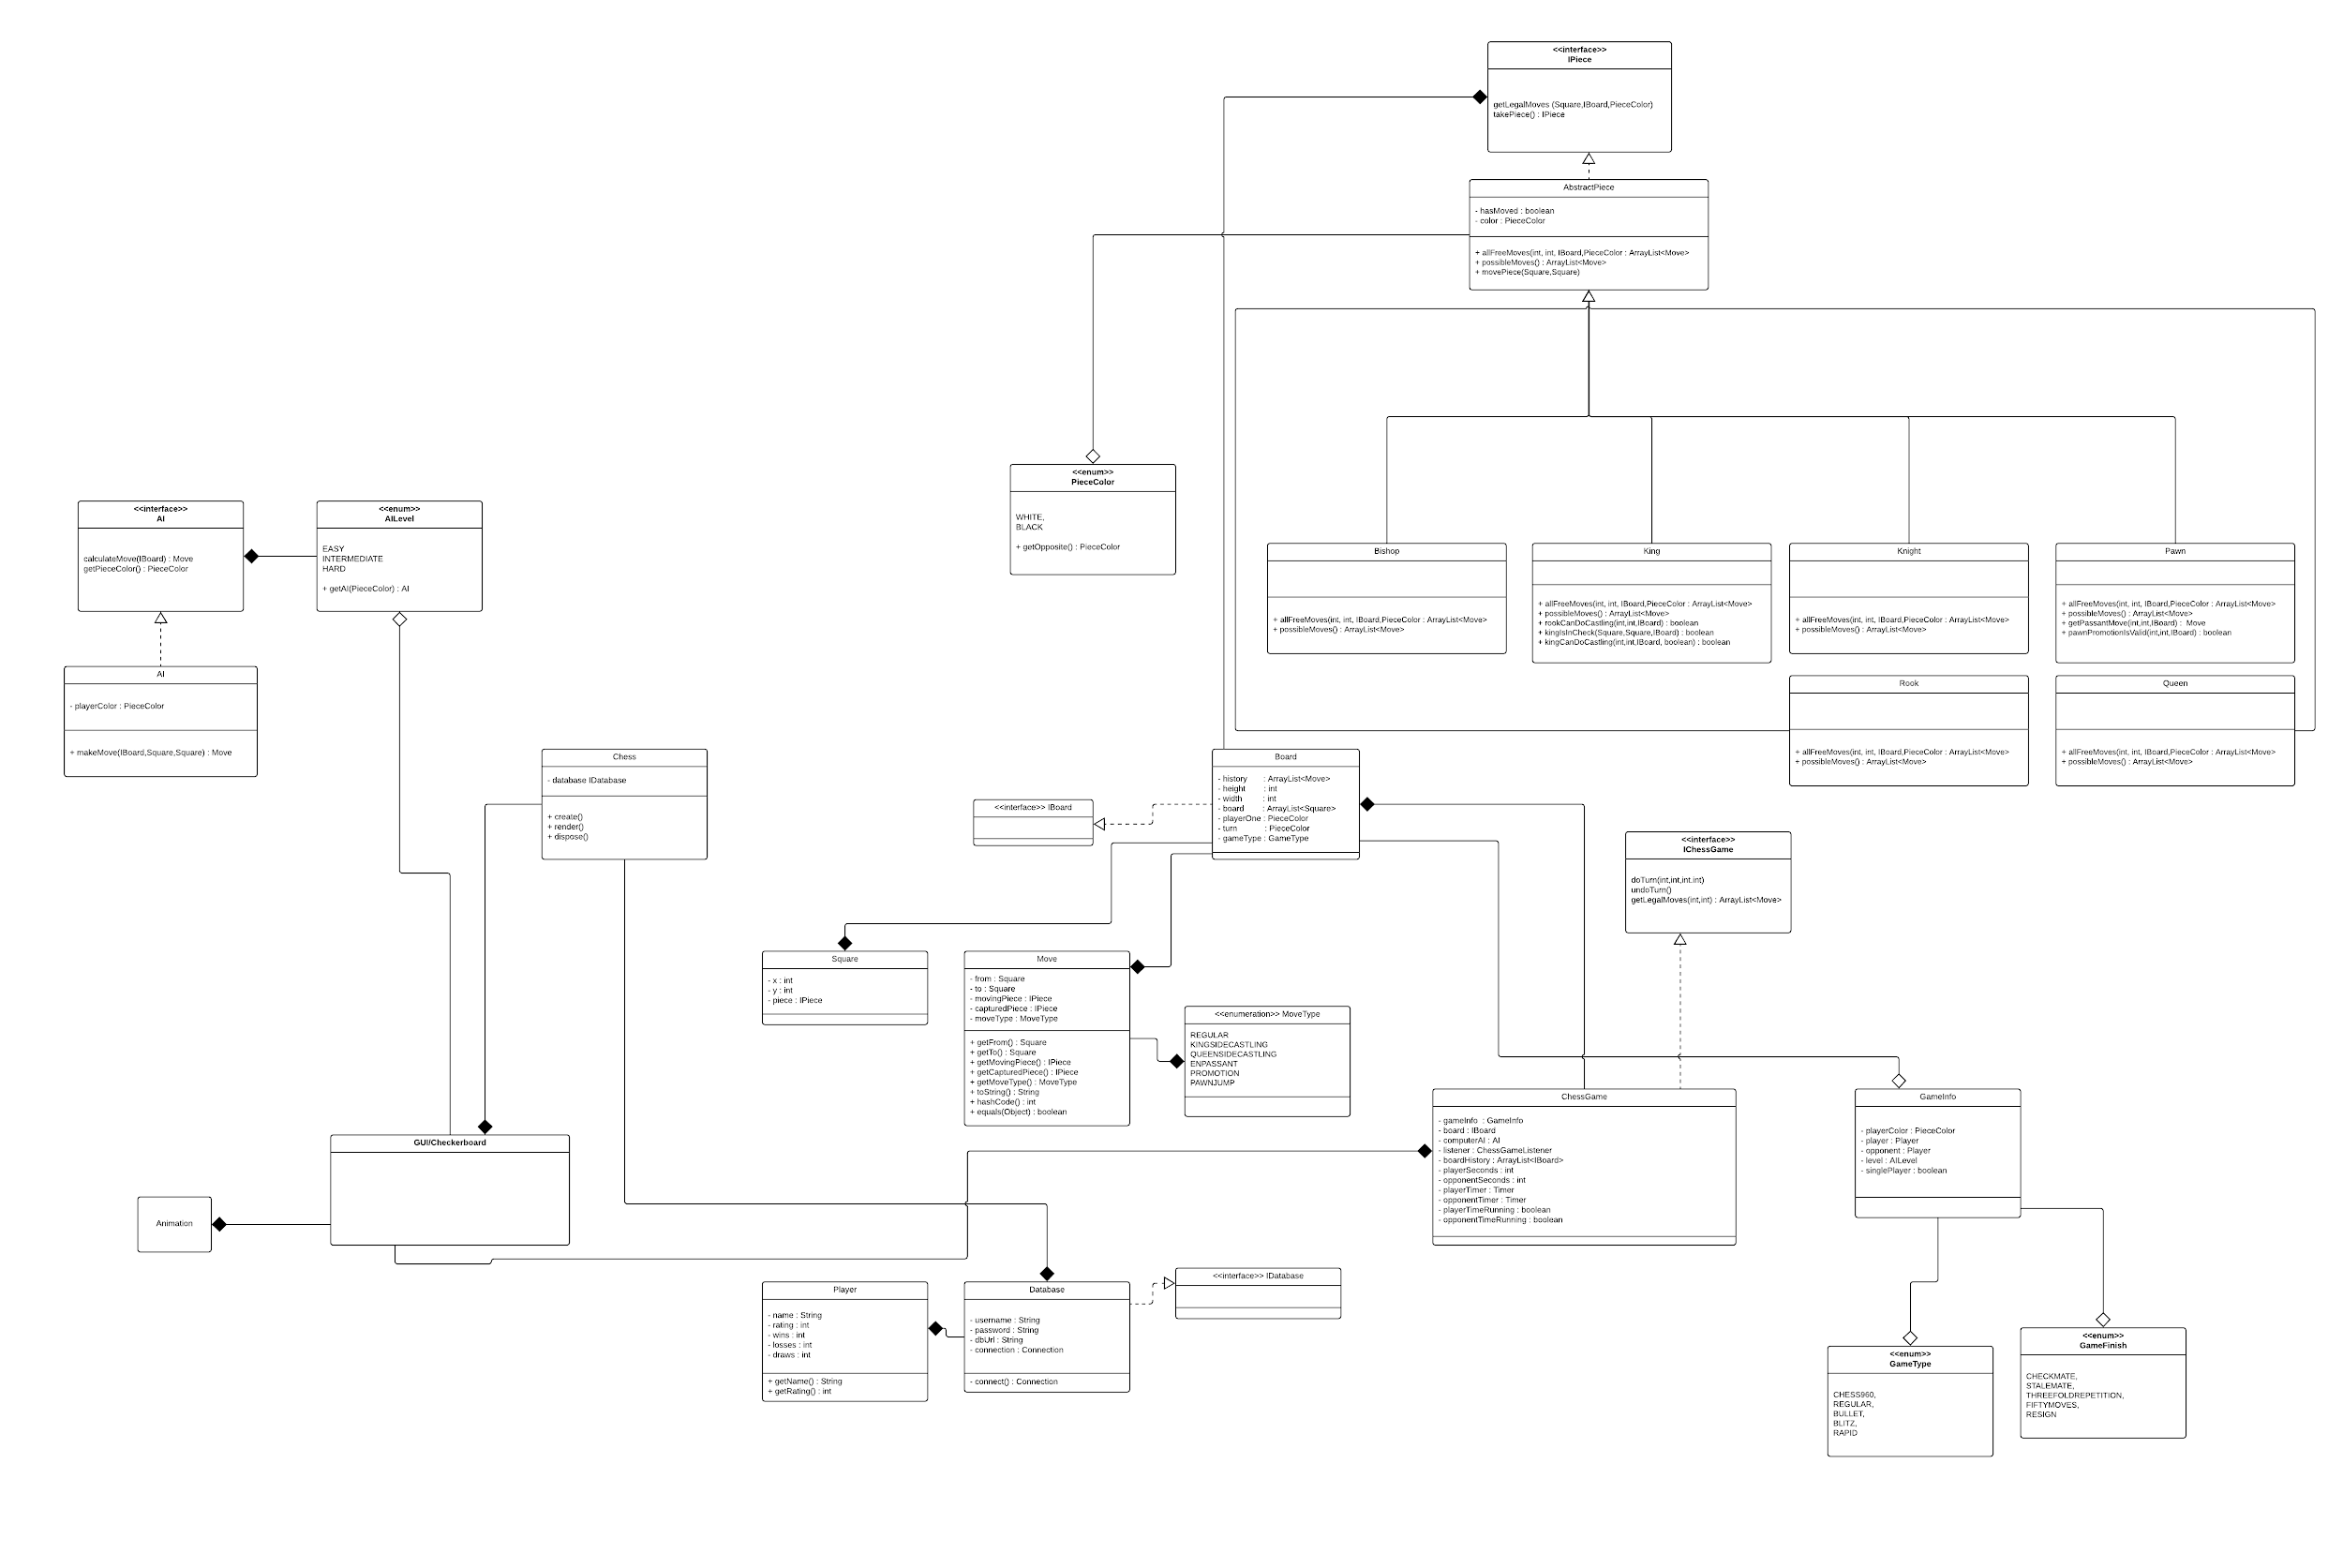 <<interface>>
IPiece
getLegalMoves (Square,IBoard,PieceColor)
takePiece() : IPiece
AbstractPiece
- hasMoved : boolean
- color : PieceColor
+ allFreeMoves(int, int, IBoard,PieceColor : ArrayList<Move>
+ possibleMoves() : ArrayList<Move>
+ movePiece(Square,Square)
<<enum>>
PieceColor
WHITE,
BLACK
+ getOpposite() : PieceColor
<<interface>>
AI
calculateMove(IBoard) : Move
getPieceColor() : PieceColor
<<enum>>
AILevel
EASY
INTERMEDIATE
HARD
+ getAI(PieceColor) : AI
Bishop
+ allFreeMoves(int, int, IBoard,PieceColor : ArrayList<Move>
+ possibleMoves() : ArrayList<Move>
King
+ allFreeMoves(int, int, IBoard,PieceColor : ArrayList<Move>
+ possibleMoves() : ArrayList<Move>
+ rookCanDoCastling(int,int,IBoard) : boolean
+ kingIsInCheck(Square,Square,IBoard) : boolean
+ kingCanDoCastling(int,int,IBoard, boolean) : boolean
Knight
+ allFreeMoves(int, int, IBoard,PieceColor : ArrayList<Move>
+ possibleMoves() : ArrayList<Move>
Pawn
+ allFreeMoves(int, int, IBoard,PieceColor : ArrayList<Move>
+ possibleMoves() : ArrayList<Move>
+ getPassantMove(int,int,IBoard) : Move
+ pawnPromotionIsValid(int,int,IBoard) : boolean
AI
- playerColor : PieceColor
+ makeMove(IBoard,Square,Square) : Move
Rook
+ allFreeMoves(int, int, IBoard,PieceColor : ArrayList<Move>
+ possibleMoves() : ArrayList<Move>
Queen
+ allFreeMoves(int, int, IBoard,PieceColor : ArrayList<Move>
+ possibleMoves() : ArrayList<Move>
Chess
- database IDatabase
+ create()
+ render()
+ dispose()
<<interface>> IBoard
Board
- history : ArrayList<Move>
- height : int
- width : int
- board : ArrayList<Square>
- playerOne : PieceColor
- turn : PieceColor
- gameType : GameType
<<interface>>
IChessGame
doTurn(int,int,int.int)
undoTurn()
getLegalMoves(int,int) : ArrayList<Move>
Square
- x : int
- y : int
- piece : IPiece
Move
- from : Square
- to : Square
- movingPiece : IPiece
- capturedPiece : IPiece
- moveType : MoveType
+ getFrom() : Square
+ getTo() : Square
+ getMovingPiece() : IPiece
+ getCapturedPiece() : IPiece
+ getMoveType() : MoveType
+ toString() : String
+ hashCode() : int
+ equals(Object) : boolean
<<enumeration>> MoveType
REGULAR
KINGSIDECASTLING
QUEENSIDECASTLING
ENPASSANT
PROMOTION
PAWNJUMP
ChessGame
- gameInfo : GameInfo
- board : IBoard
- computerAI : AI
- listener : ChessGameListener
- boardHistory : ArrayList<IBoard>
- playerSeconds : int
- opponentSeconds : int
- playerTimer : Timer
- opponentTimer : Timer
- playerTimeRunning : boolean
- opponentTimeRunning : boolean
GameInfo
- playerColor : PieceColor
- player : Player
- opponent : Player
- level : AILevel
- singlePlayer : boolean
GUI/Checkerboard
Animation
Player
- name : String
- rating : int
- wins : int
- losses : int
- draws : int
+ getName() : String
+ getRating() : int
Database
- username : String
- password : String
- dbUrl : String
- connection : Connection
- connect() : Connection
<<interface>> IDatabase
<<enum>>
GameType
CHESS960,
REGULAR,
BULLET,
BLITZ,
RAPID
<<enum>>
GameFinish
CHECKMATE,
STALEMATE,
THREEFOLDREPETITION,
FIFTYMOVES,
RESIGN